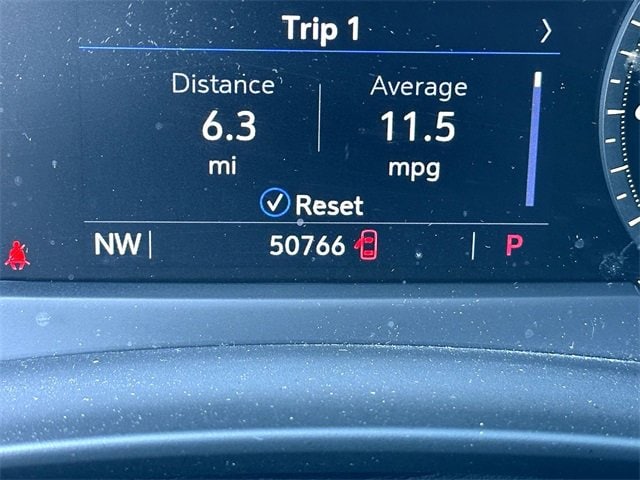 Trip 1
Distance Average
6.3 11.5
mi mpg
Reset
NW 50766 P